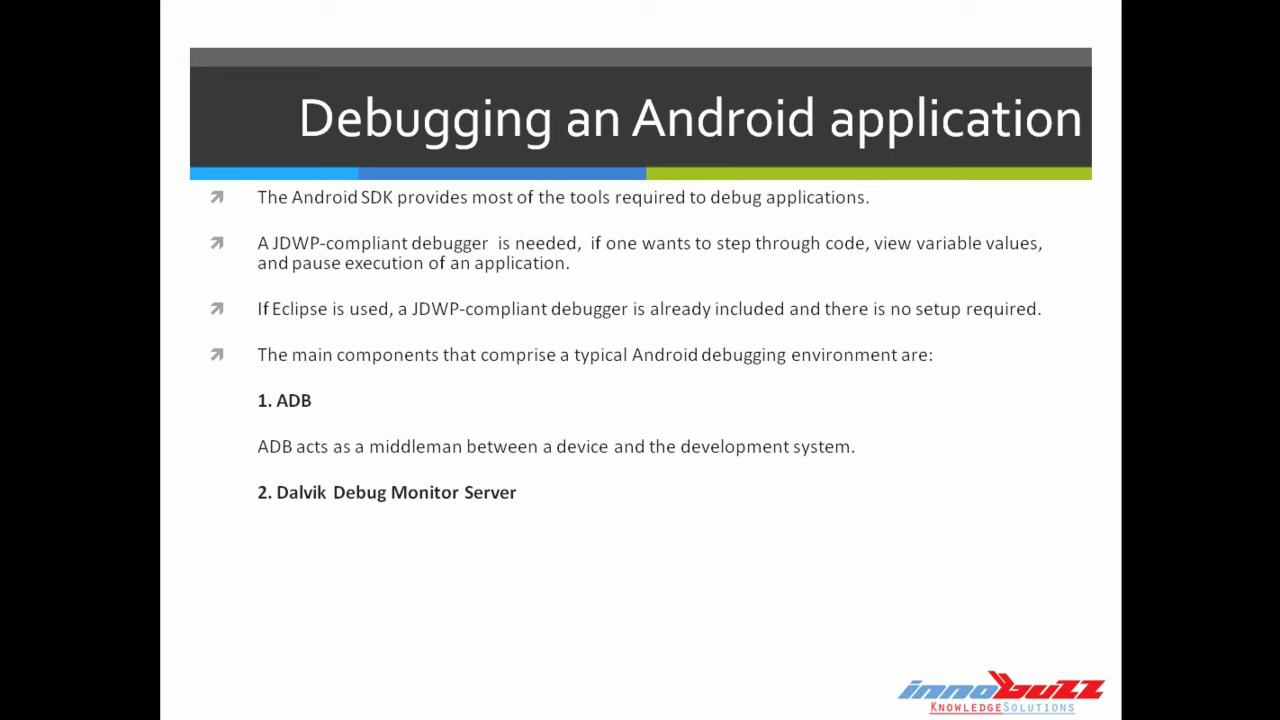 Debugging an Android application
The Android SDK provides most of the tools required to debug applications.
A JDWP-compliant debugger is needed, if one wants to step through code, view variable values,
and pause execution of an application.
If Eclipse is used, a JDWP-compliant debugger is already included and there is no setup required.
The main components that comprise a typical Android debugging environment are:
1. ADB
ADB acts as a middleman between a device and the development system.
2. Dalvik Debug Monitor Server
innobuzz
KNOWLEDGESOLUTIONS